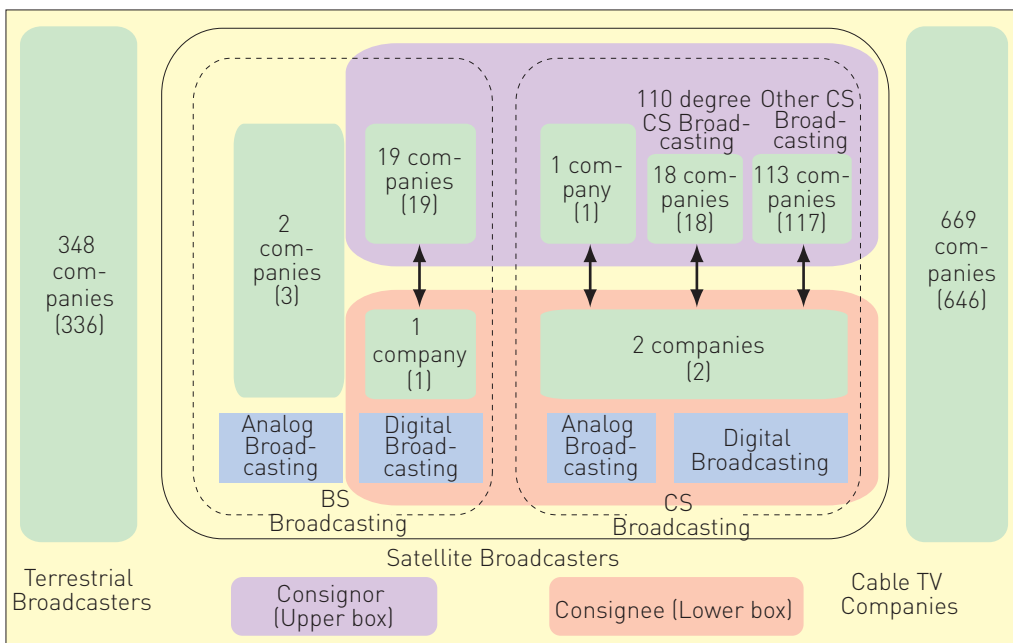 348
com-
panies
(336)
Terrestrial
Broadcasters
2
com-
panies
(3)
19 com-
panies
(19)
1
company
(1)
Analog
Broad-
casting
Digital
Broad-
casting
BS
Broadcasting
1 com-
pany
(1)
110 degree
CS Broad-
casting
18 com-
panies
(18)
Other CS
Broad-
casting
113 com-
panies
(117)
2 companies
(2)
Analog
Broad-
casting
Digital
Broadcasting
CS
Broadcasting
Satellite Broadcasters
669
com-
panies
(646)
Cable TV
Companies
Consignor
(Upper box)
Consignee (Lower box)